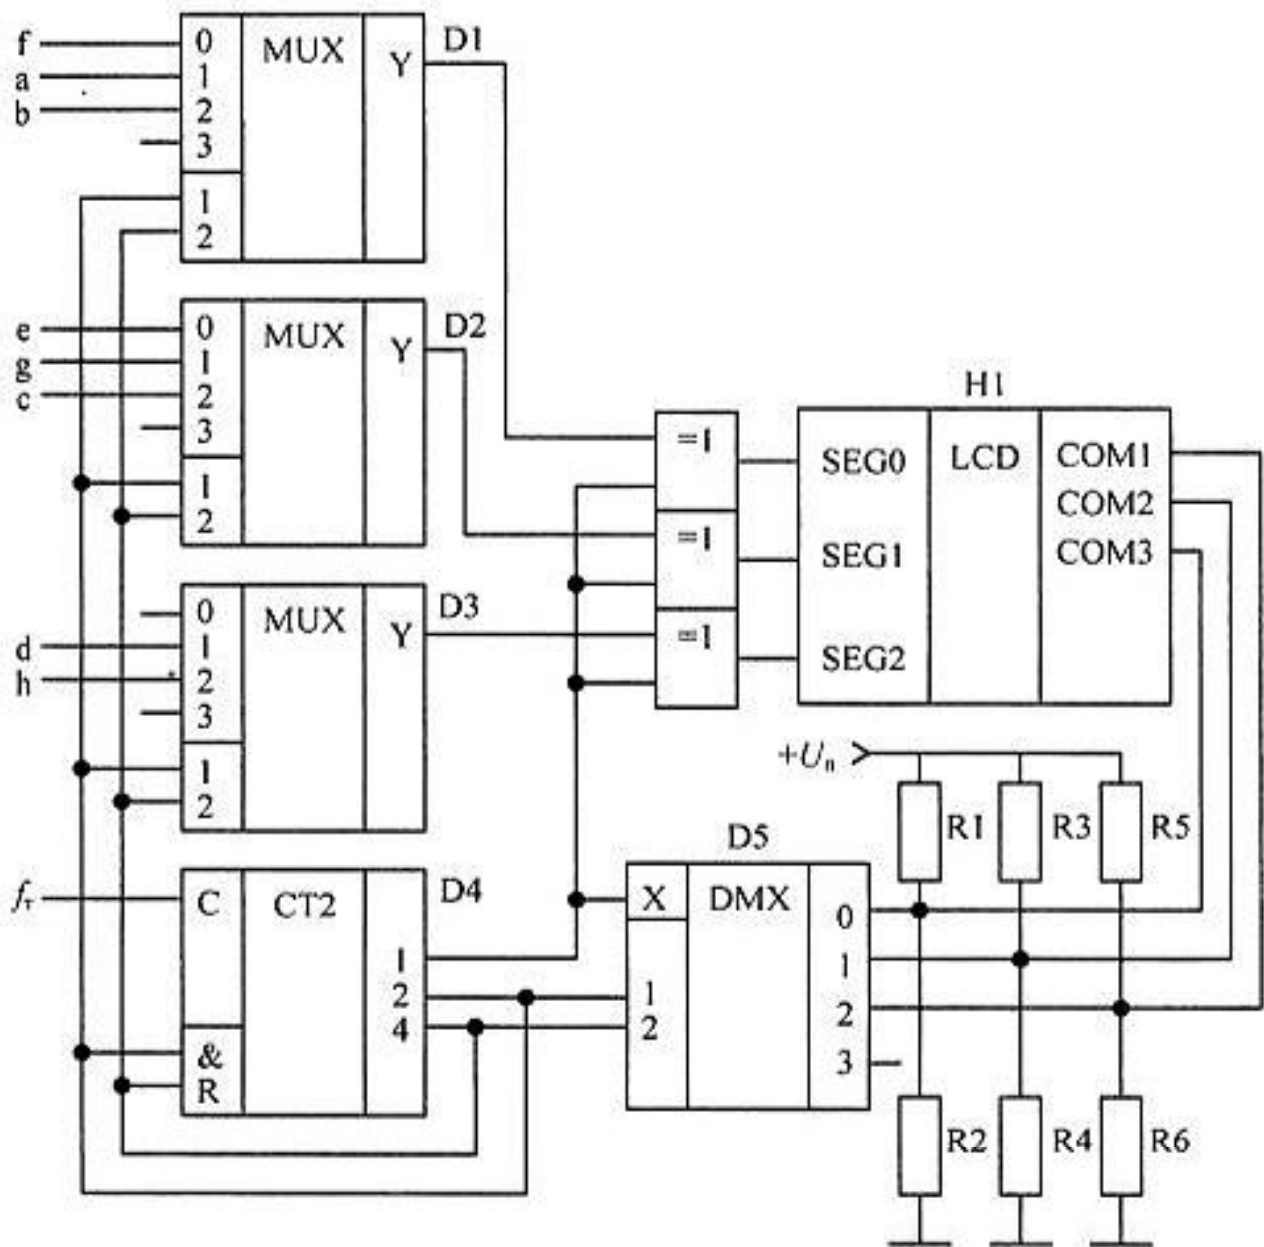 f
a
b
0
1
2
3
1
2
MUX
Y
D1
e
g
c
0
1
2
3
1
2
MUX
Y
D2
d
h
0
1
2
3
1
2
MUX
Y
D3
fт
C
&
R
CT2
1
2
4
D4
=1
=1
=1
H1
SEG0
SEG1
SEG2
LCD
COM1
COM2
COM3
+Uп
R1
R3
R5
D5
X
1
2
DMX
0
1
2
3
R2
R4
R6